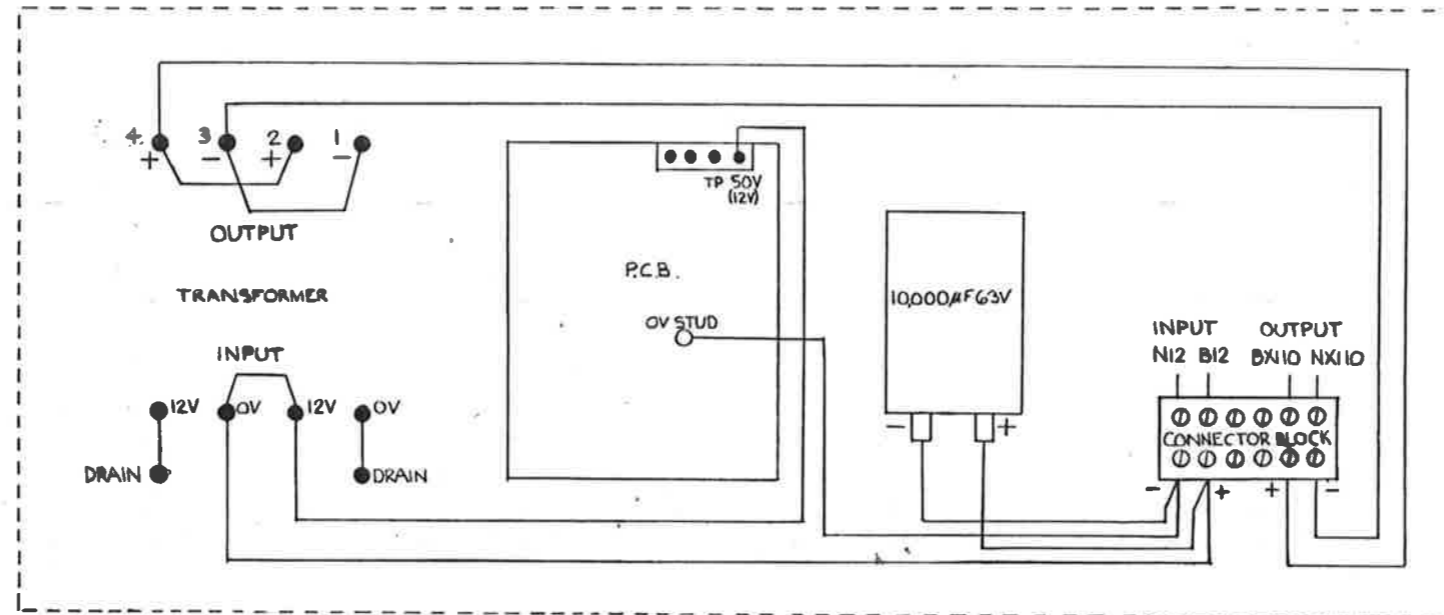 4. 3 2 1
+ - + -
OUTPUT
TRANSFORMER
INPUT
12V 0V 12V 0V
DRAIN DRAIN
TP 50V
(12V)
P.C.B.
0V STUD
10,000µF63V
- +
INPUT OUTPUT
N12 B12 BX110 NX110
CONNECTOR BLOCK
- + + -